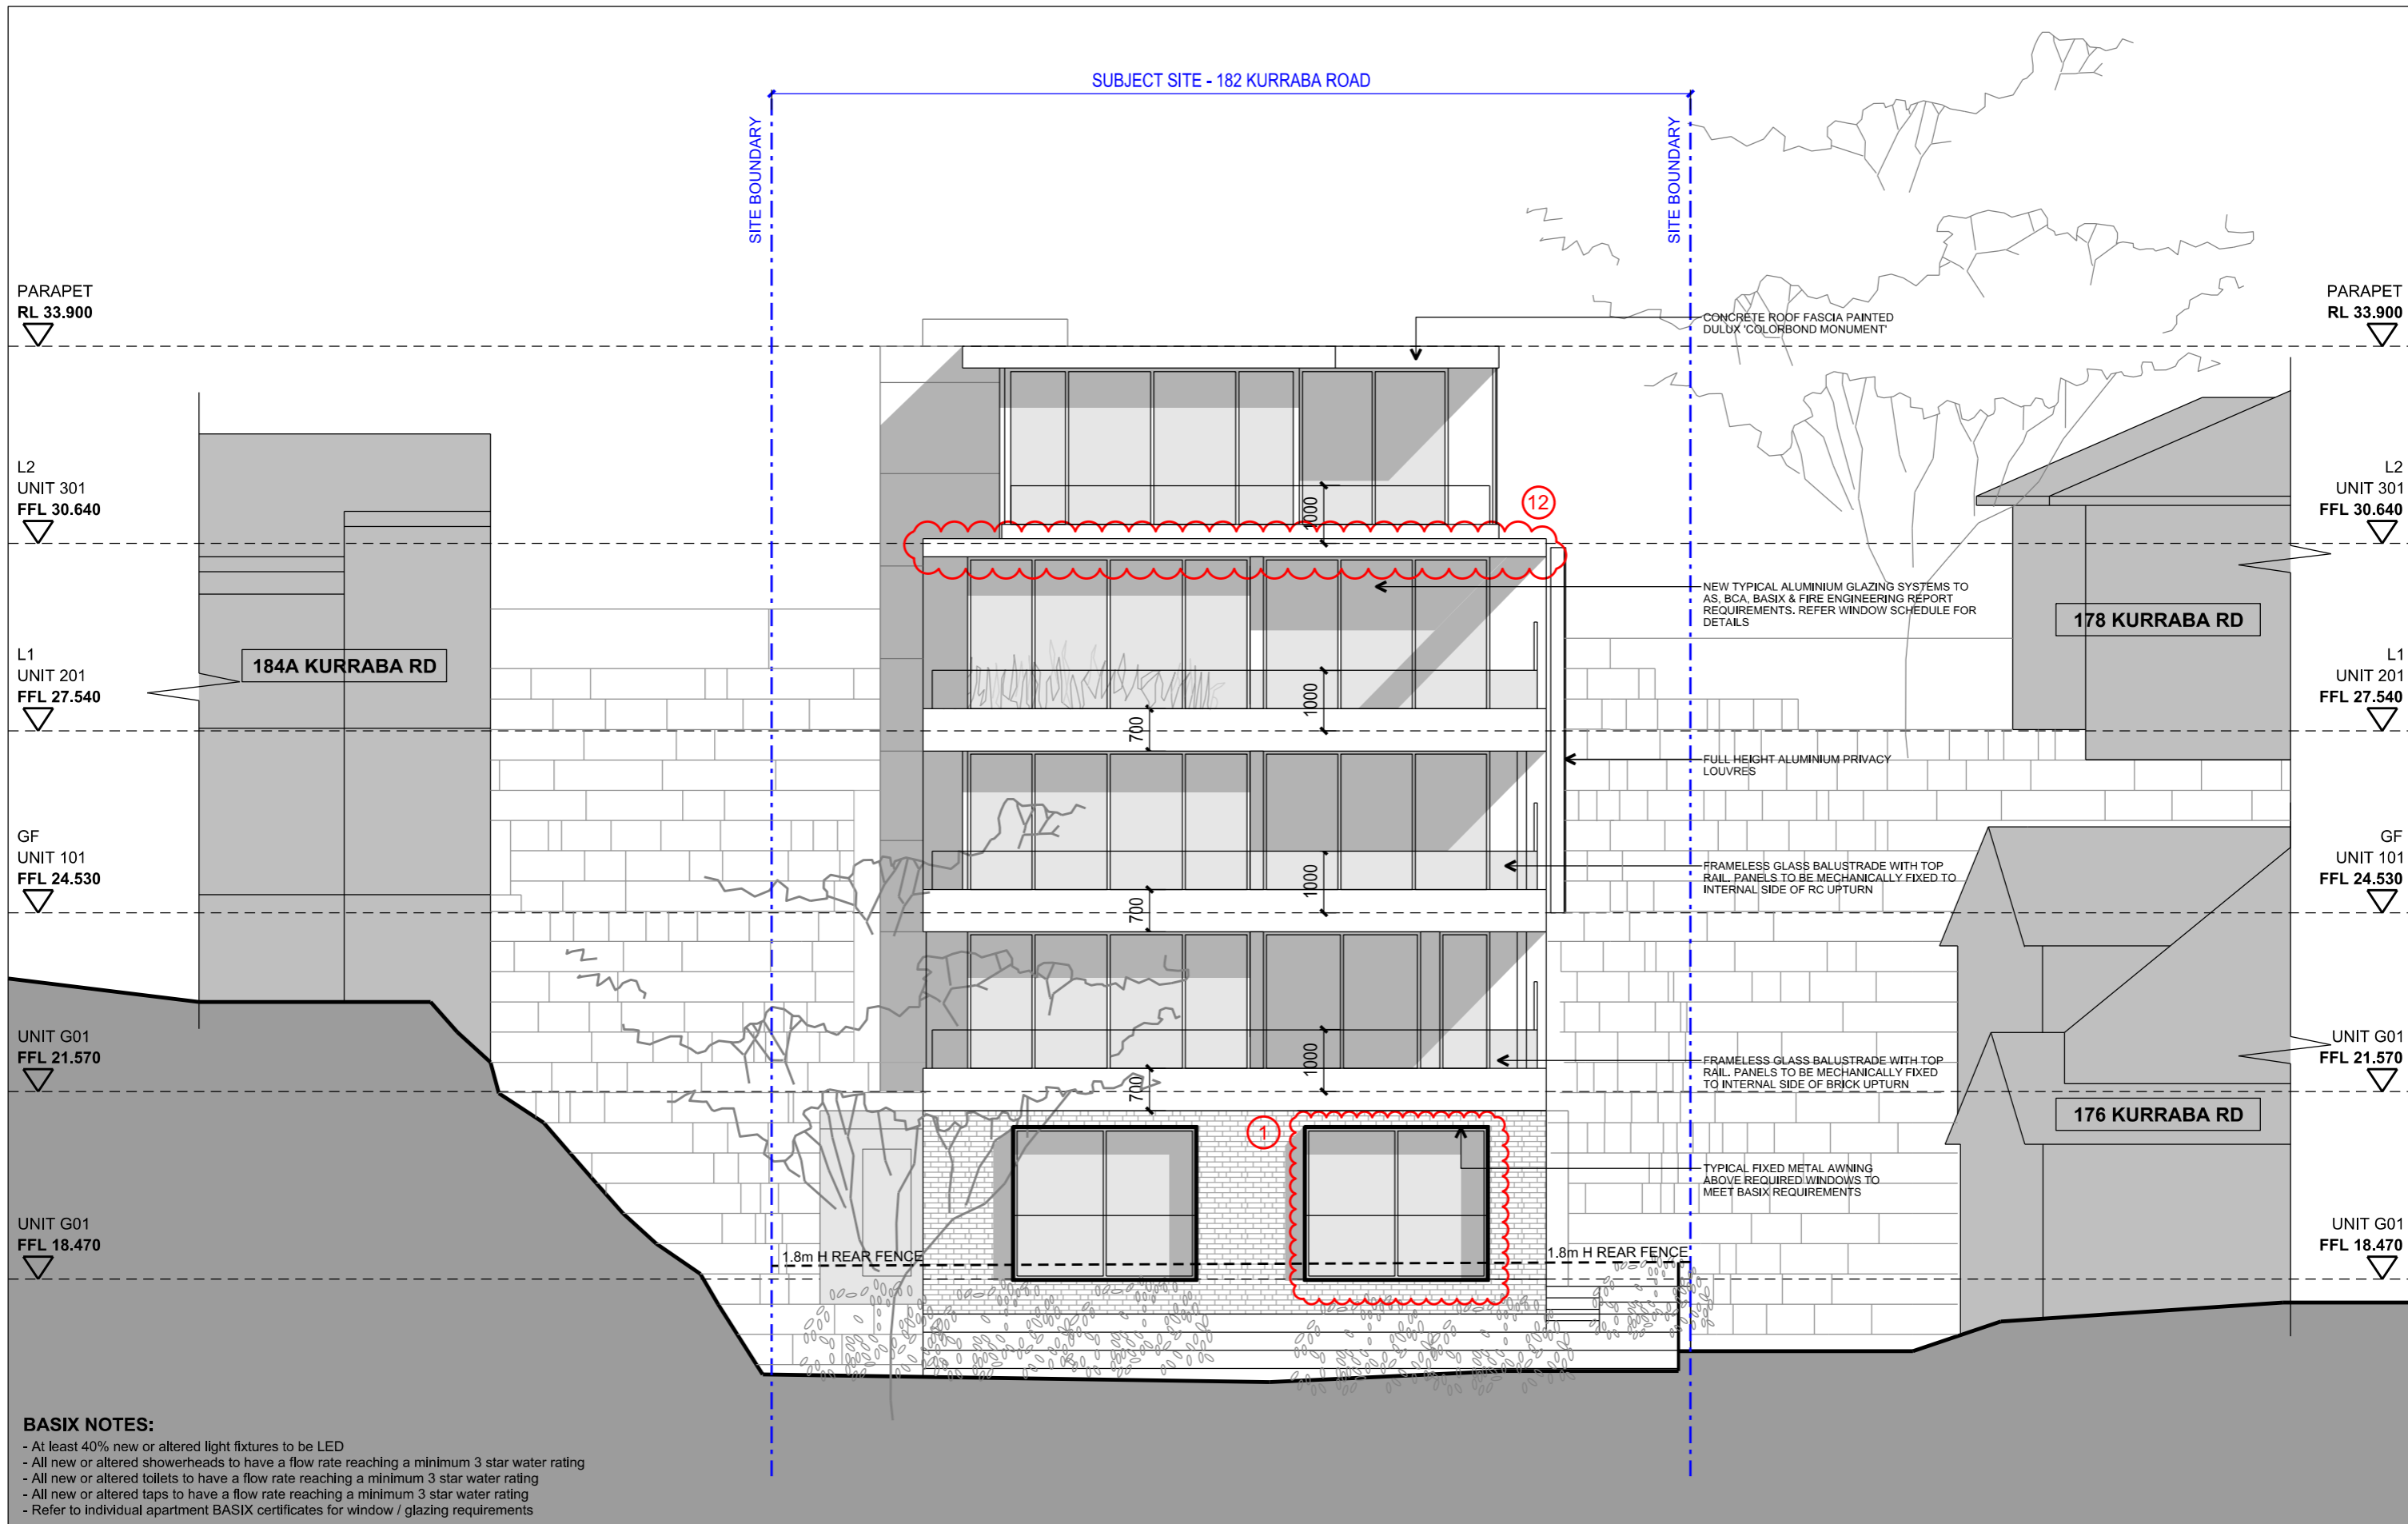 SUBJECT SITE - 182 KURRABA ROAD
SITE BOUNDARY
SITE BOUNDARY
PARAPET
RL 33.900
PARAPET
RL 33.900
CONCRETE ROOF FASCIA PAINTED
DULUX 'COLORBOND MONUMENT'
L2
UNIT 301
FFL 30.640
L2
UNIT 301
FFL 30.640
1000
12
NEW TYPICAL ALUMINIUM GLAZING SYSTEMS TO
AS, BCA, BASIX & FIRE ENGINEERING REPORT
REQUIREMENTS. REFER WINDOW SCHEDULE FOR
DETAILS
178 KURRABA RD
184A KURRABA RD
L1
UNIT 201
FFL 27.540
L1
UNIT 201
FFL 27.540
1000
700
FULL HEIGHT ALUMINIUM PRIVACY
LOUVRES
GF
UNIT 101
FFL 24.530
GF
UNIT 101
FFL 24.530
1000
700
FRAMELESS GLASS BALUSTRADE WITH TOP
RAIL. PANELS TO BE MECHANICALLY FIXED TO
INTERNAL SIDE OF RC UPTURN
UNIT G01
FFL 21.570
UNIT G01
FFL 21.570
1000
700
FRAMELESS GLASS BALUSTRADE WITH TOP
RAIL. PANELS TO BE MECHANICALLY FIXED
TO INTERNAL SIDE OF BRICK UPTURN
176 KURRABA RD
1
TYPICAL FIXED METAL AWNING
ABOVE REQUIRED WINDOWS TO
MEET BASIX REQUIREMENTS
UNIT G01
FFL 18.470
UNIT G01
FFL 18.470
1.8m H REAR FENCE
1.8m H REAR FENCE
BASIX NOTES:
- At least 40% new or altered light fixtures to be LED
- All new or altered showerheads to have a flow rate reaching a minimum 3 star water rating
- All new or altered toilets to have a flow rate reaching a minimum 3 star water rating
- All new or altered taps to have a flow rate reaching a minimum 3 star water rating
- Refer to individual apartment BASIX certificates for window / glazing requirements